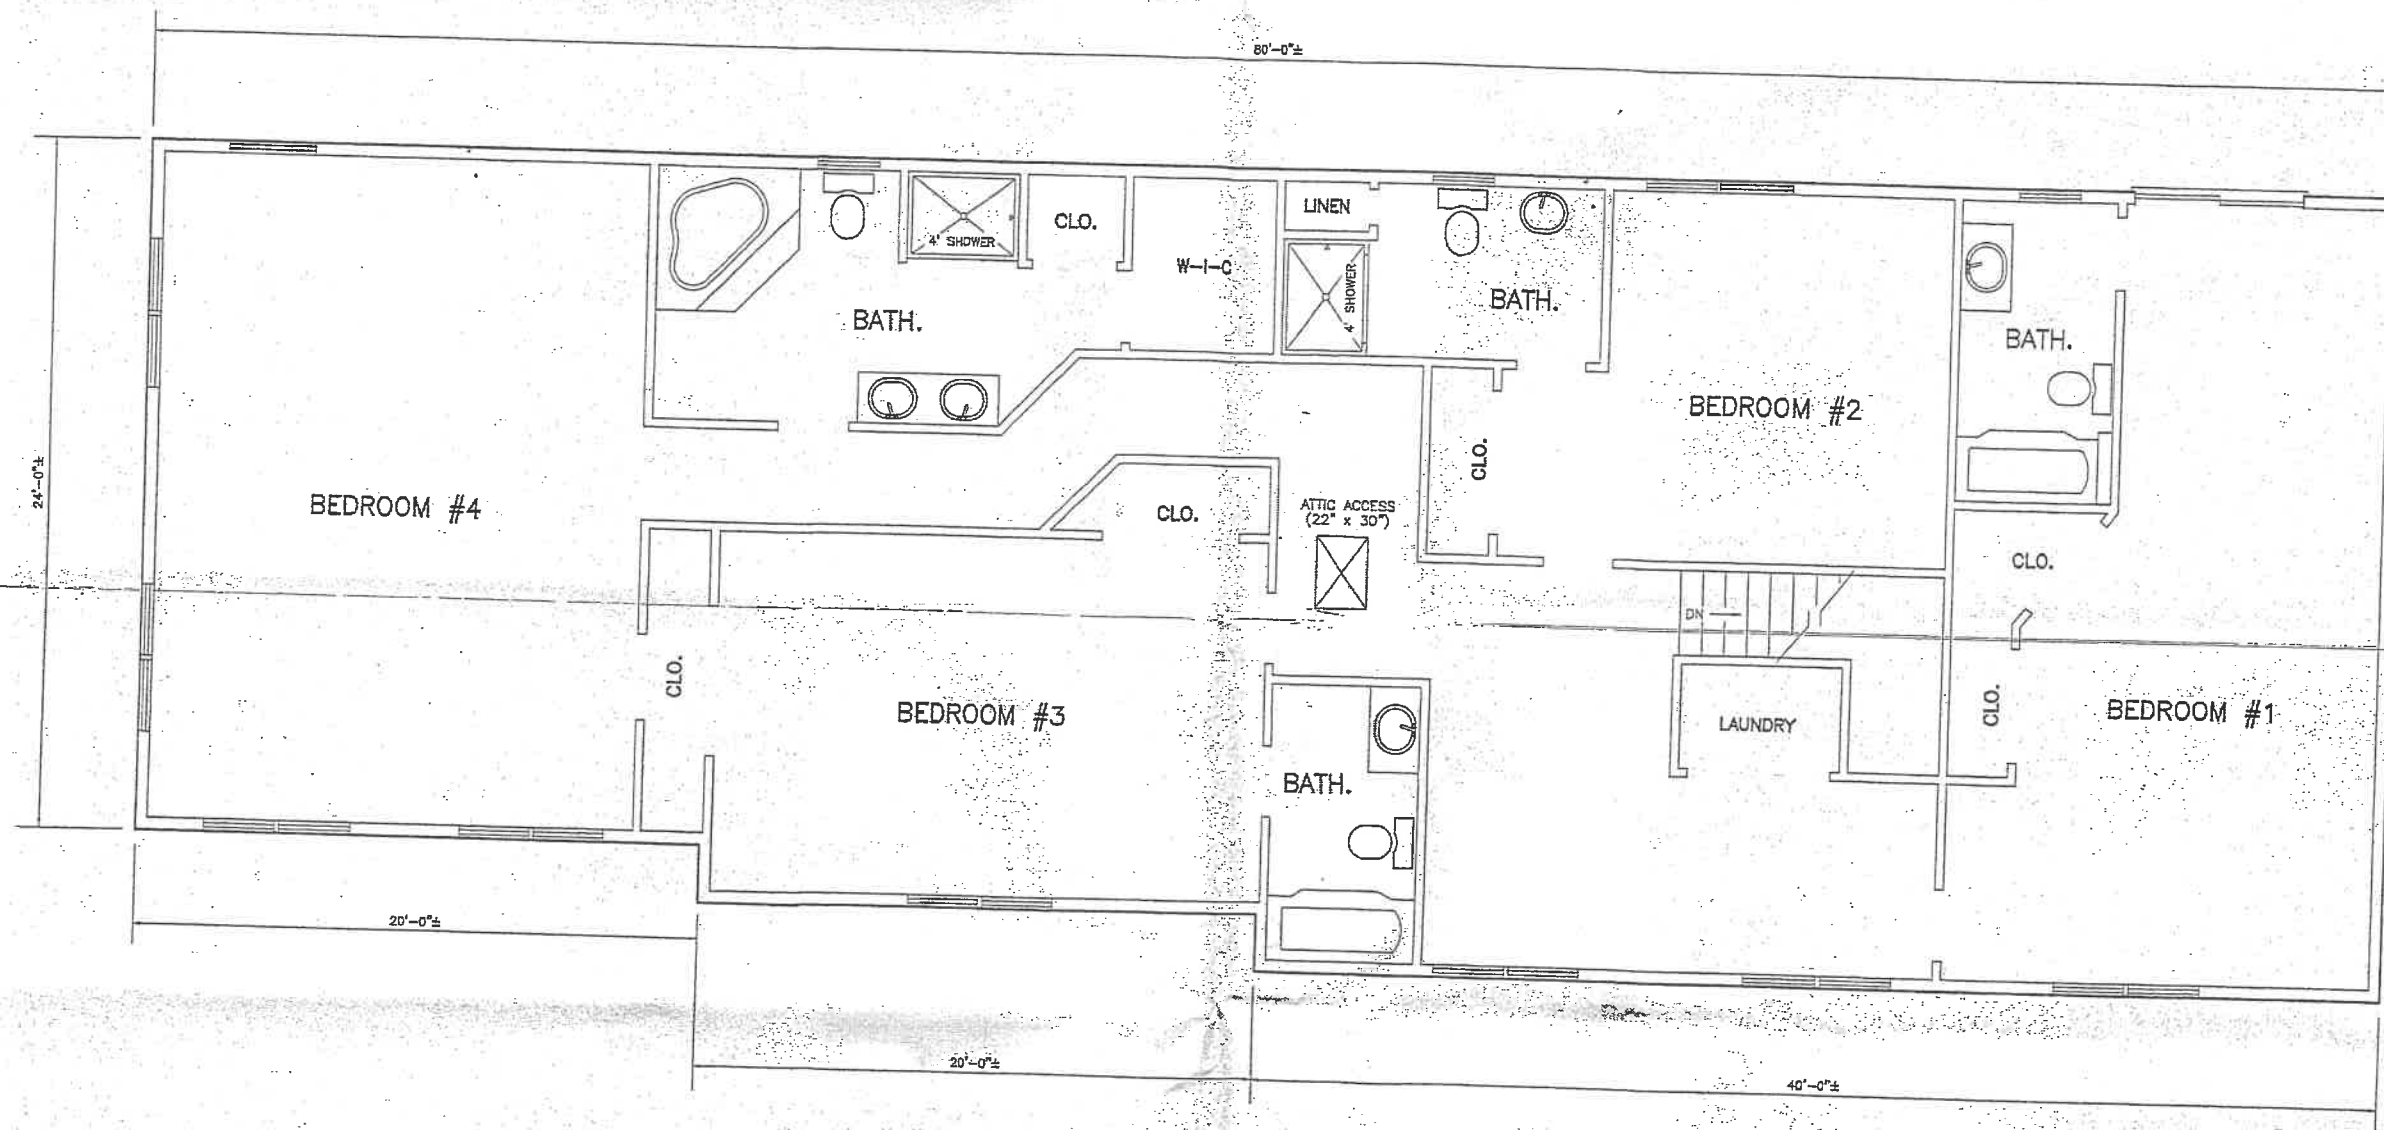 80'-0"±
LINEN
CLO.
4' SHOWER
W-I-C
4' SHOWER
BATH.
BATH.
BATH.
BEDROOM #2
CLO.
24'-0"±
BEDROOM #4
ATTIC ACCESS
(22" x 30")
CLO.
CLO.
DN
CLO.
BEDROOM #3
LAUNDRY
CLO.
BEDROOM #1
BATH.
20'-0"±
20'-0"±
40'-0"±